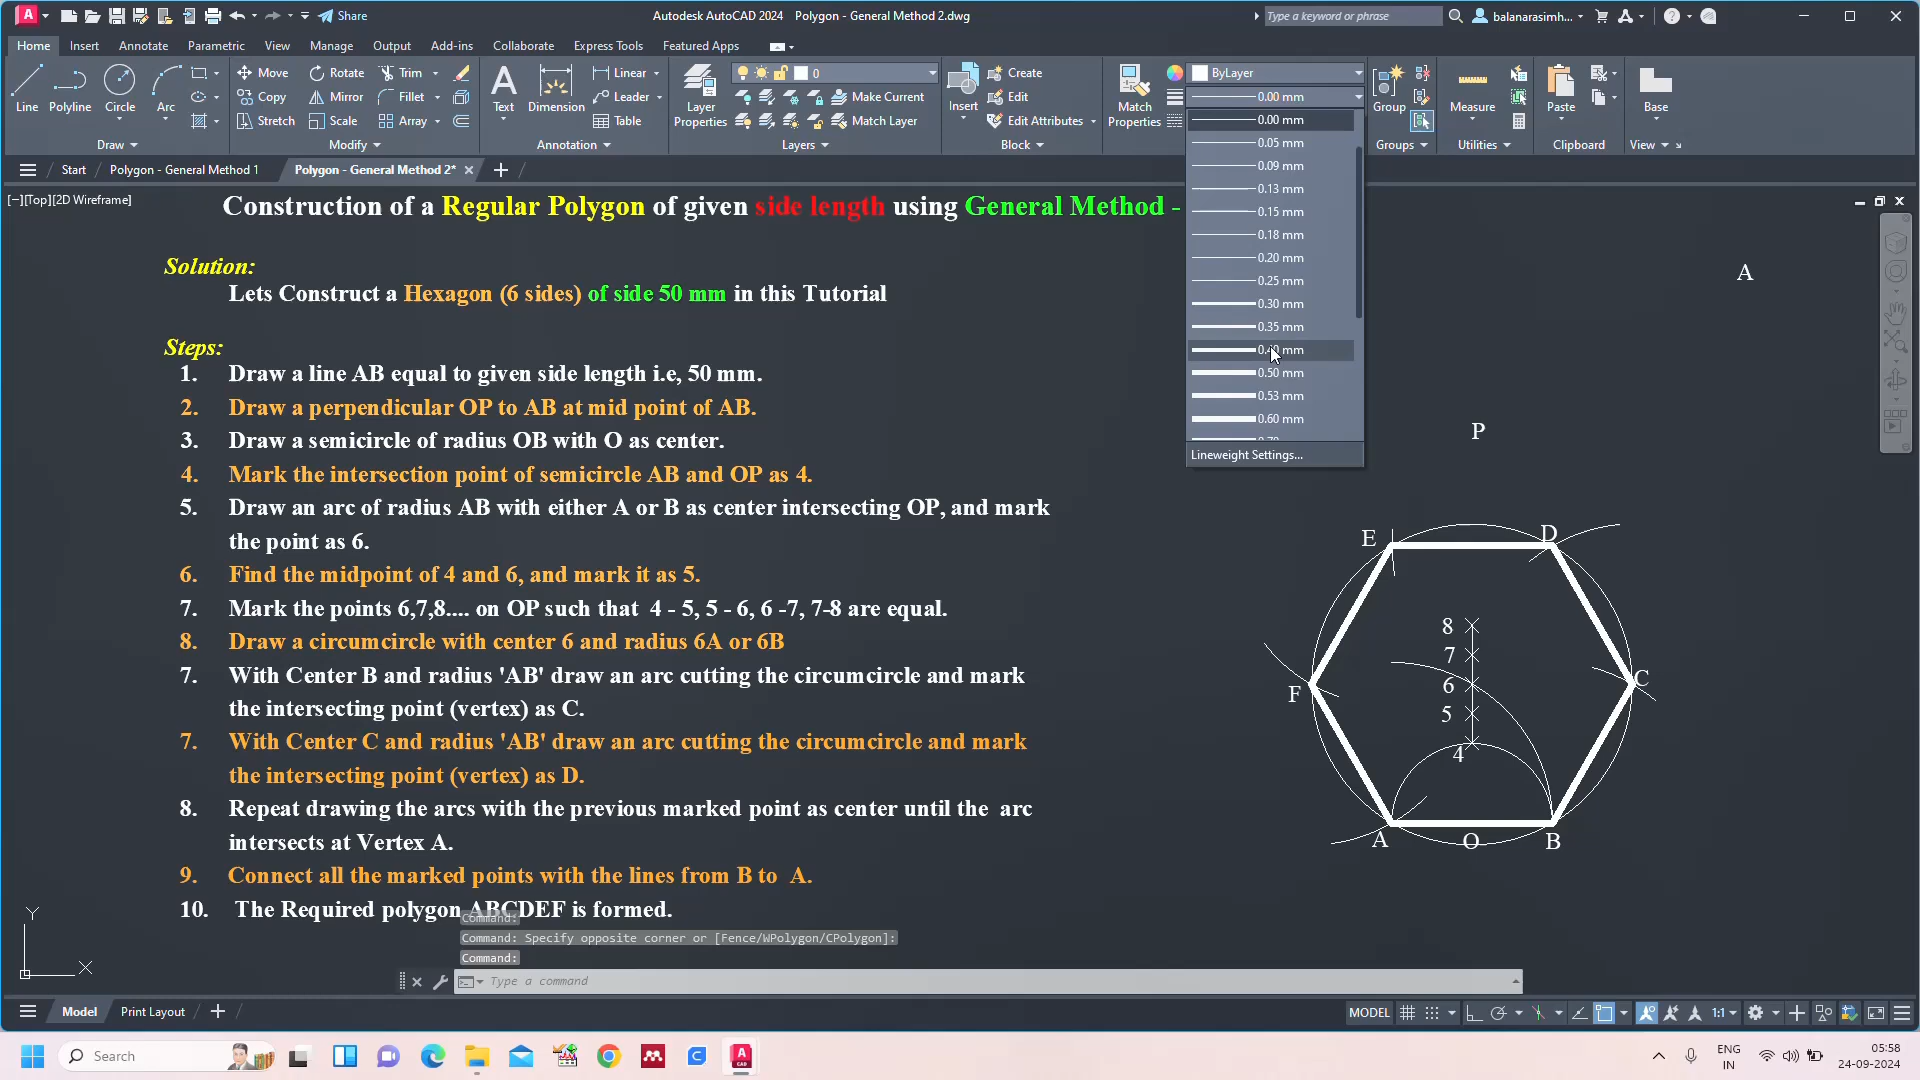 Share
Autodesk AutoCAD 2024 Polygon - General Method 2.dwg
Type a keyword or phrase
balanarasimh...
Home Insert Annotate Parametric View Manage Output Add-ins Collaborate Express Tools Featured Apps
Move Rotate Trim
Copy Mirror Fillet
Stretch Scale Array
Line Polyline Circle Arc
Text Dimension
Linear
Leader
Table
Layer Properties
0
Make Current
Match Layer
Insert
Create
Edit
Edit Attributes
Match Properties
ByLayer
0.00 mm
Group
Measure
Paste
Base
Draw Modify Annotation Layers Block Groups Utilities Clipboard View
Start Polygon - General Method 1 Polygon - General Method 2*
0.00 mm
0.05 mm
0.09 mm
0.13 mm
0.15 mm
0.18 mm
0.20 mm
0.25 mm
0.30 mm
0.35 mm
0.40 mm
0.50 mm
0.53 mm
0.60 mm
Lineweight Settings...
[−][Top][2D Wireframe]
Construction of a Regular Polygon of given side length using General Method -
Solution:
Lets Construct a Hexagon (6 sides) of side 50 mm in this Tutorial
Steps:
1. Draw a line AB equal to given side length i.e, 50 mm.
2. Draw a perpendicular OP to AB at mid point of AB.
3. Draw a semicircle of radius OB with O as center.
4. Mark the intersection point of semicircle AB and OP as 4.
5. Draw an arc of radius AB with either A or B as center intersecting OP, and mark
the point as 6.
6. Find the midpoint of 4 and 6, and mark it as 5.
7. Mark the points 6,7,8.... on OP such that 4 - 5, 5 - 6, 6 -7, 7-8 are equal.
8. Draw a circumcircle with center 6 and radius 6A or 6B
7. With Center B and radius 'AB' draw an arc cutting the circumcircle and mark
the intersecting point (vertex) as C.
7. With Center C and radius 'AB' draw an arc cutting the circumcircle and mark
the intersecting point (vertex) as D.
8. Repeat drawing the arcs with the previous marked point as center until the arc
intersects at Vertex A.
9. Connect all the marked points with the lines from B to A.
10. The Required polygon ABCDEF is formed.
A
P
E D
8
7
6
5
4
F C
A O B
Y
X
Command:
Command: Specify opposite corner or [Fence/WPolygon/CPolygon]:
Command:
Type a command
Model Print Layout
MODEL
1:1
Search
ENG
IN
05:58
24-09-2024